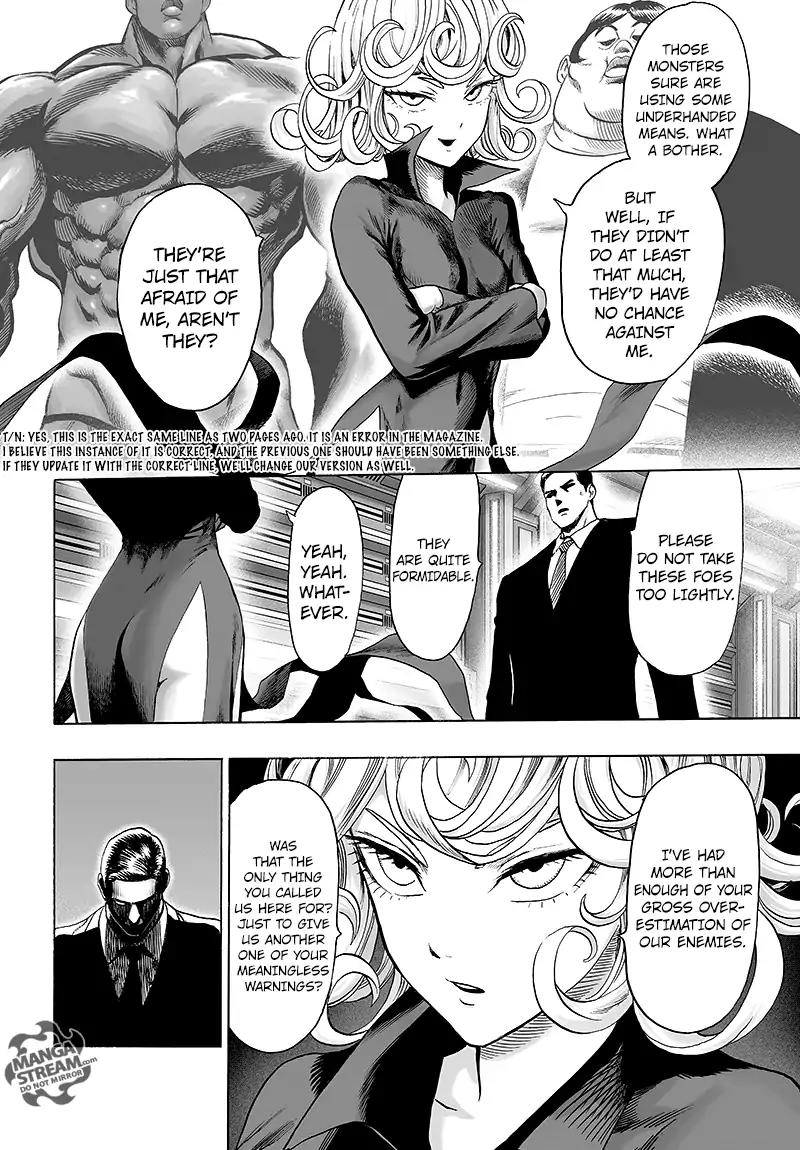 THOSE
MONSTERS
SURE ARE
USING SOME
UNDERHANDED
MEANS. WHAT
A BOTHER.
BUT
WELL, IF
THEY DIDN'T
DO AT LEAST
THAT MUCH,
THEY'D HAVE
NO CHANCE
AGAINST
ME.
THEY'RE
JUST THAT
AFRAID OF
ME, AREN'T
THEY?
T/N: YES, THIS IS THE EXACT SAME LINE AS TWO PAGES AGO. IT IS AN ERROR IN THE MAGAZINE.
I BELIEVE THIS INSTANCE OF IT IS CORRECT, AND THE PREVIOUS ONE SHOULD HAVE BEEN SOMETHING ELSE.
IF THEY UPDATE IT WITH THE CORRECT LINE, WE'LL CHANGE OUR VERSION AS WELL.
PLEASE
DO NOT TAKE
THESE FOES
TOO LIGHTLY.
THEY
ARE QUITE
FORMIDABLE.
YEAH,
YEAH.
WHAT-
EVER.
I'VE HAD
MORE THAN
ENOUGH OF YOUR
GROSS OVER-
ESTIMATION OF
OUR ENEMIES.
WAS
THAT THE
ONLY THING
YOU CALLED
US HERE FOR?
JUST TO GIVE
US ANOTHER
ONE OF YOUR
MEANINGLESS
WARNINGS?
MANGA
STREAM.com
DO NOT MIRROR